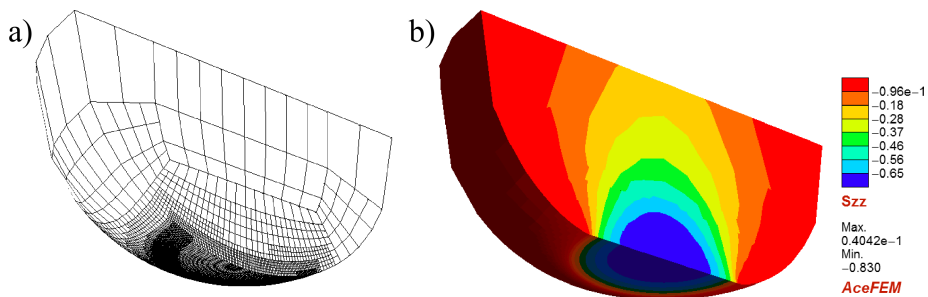 a)
b)
-0.96e-1
-0.18
-0.28
-0.37
-0.46
-0.56
-0.65
Szz
Max.
0.4042e-1
Min.
-0.830
AceFEM